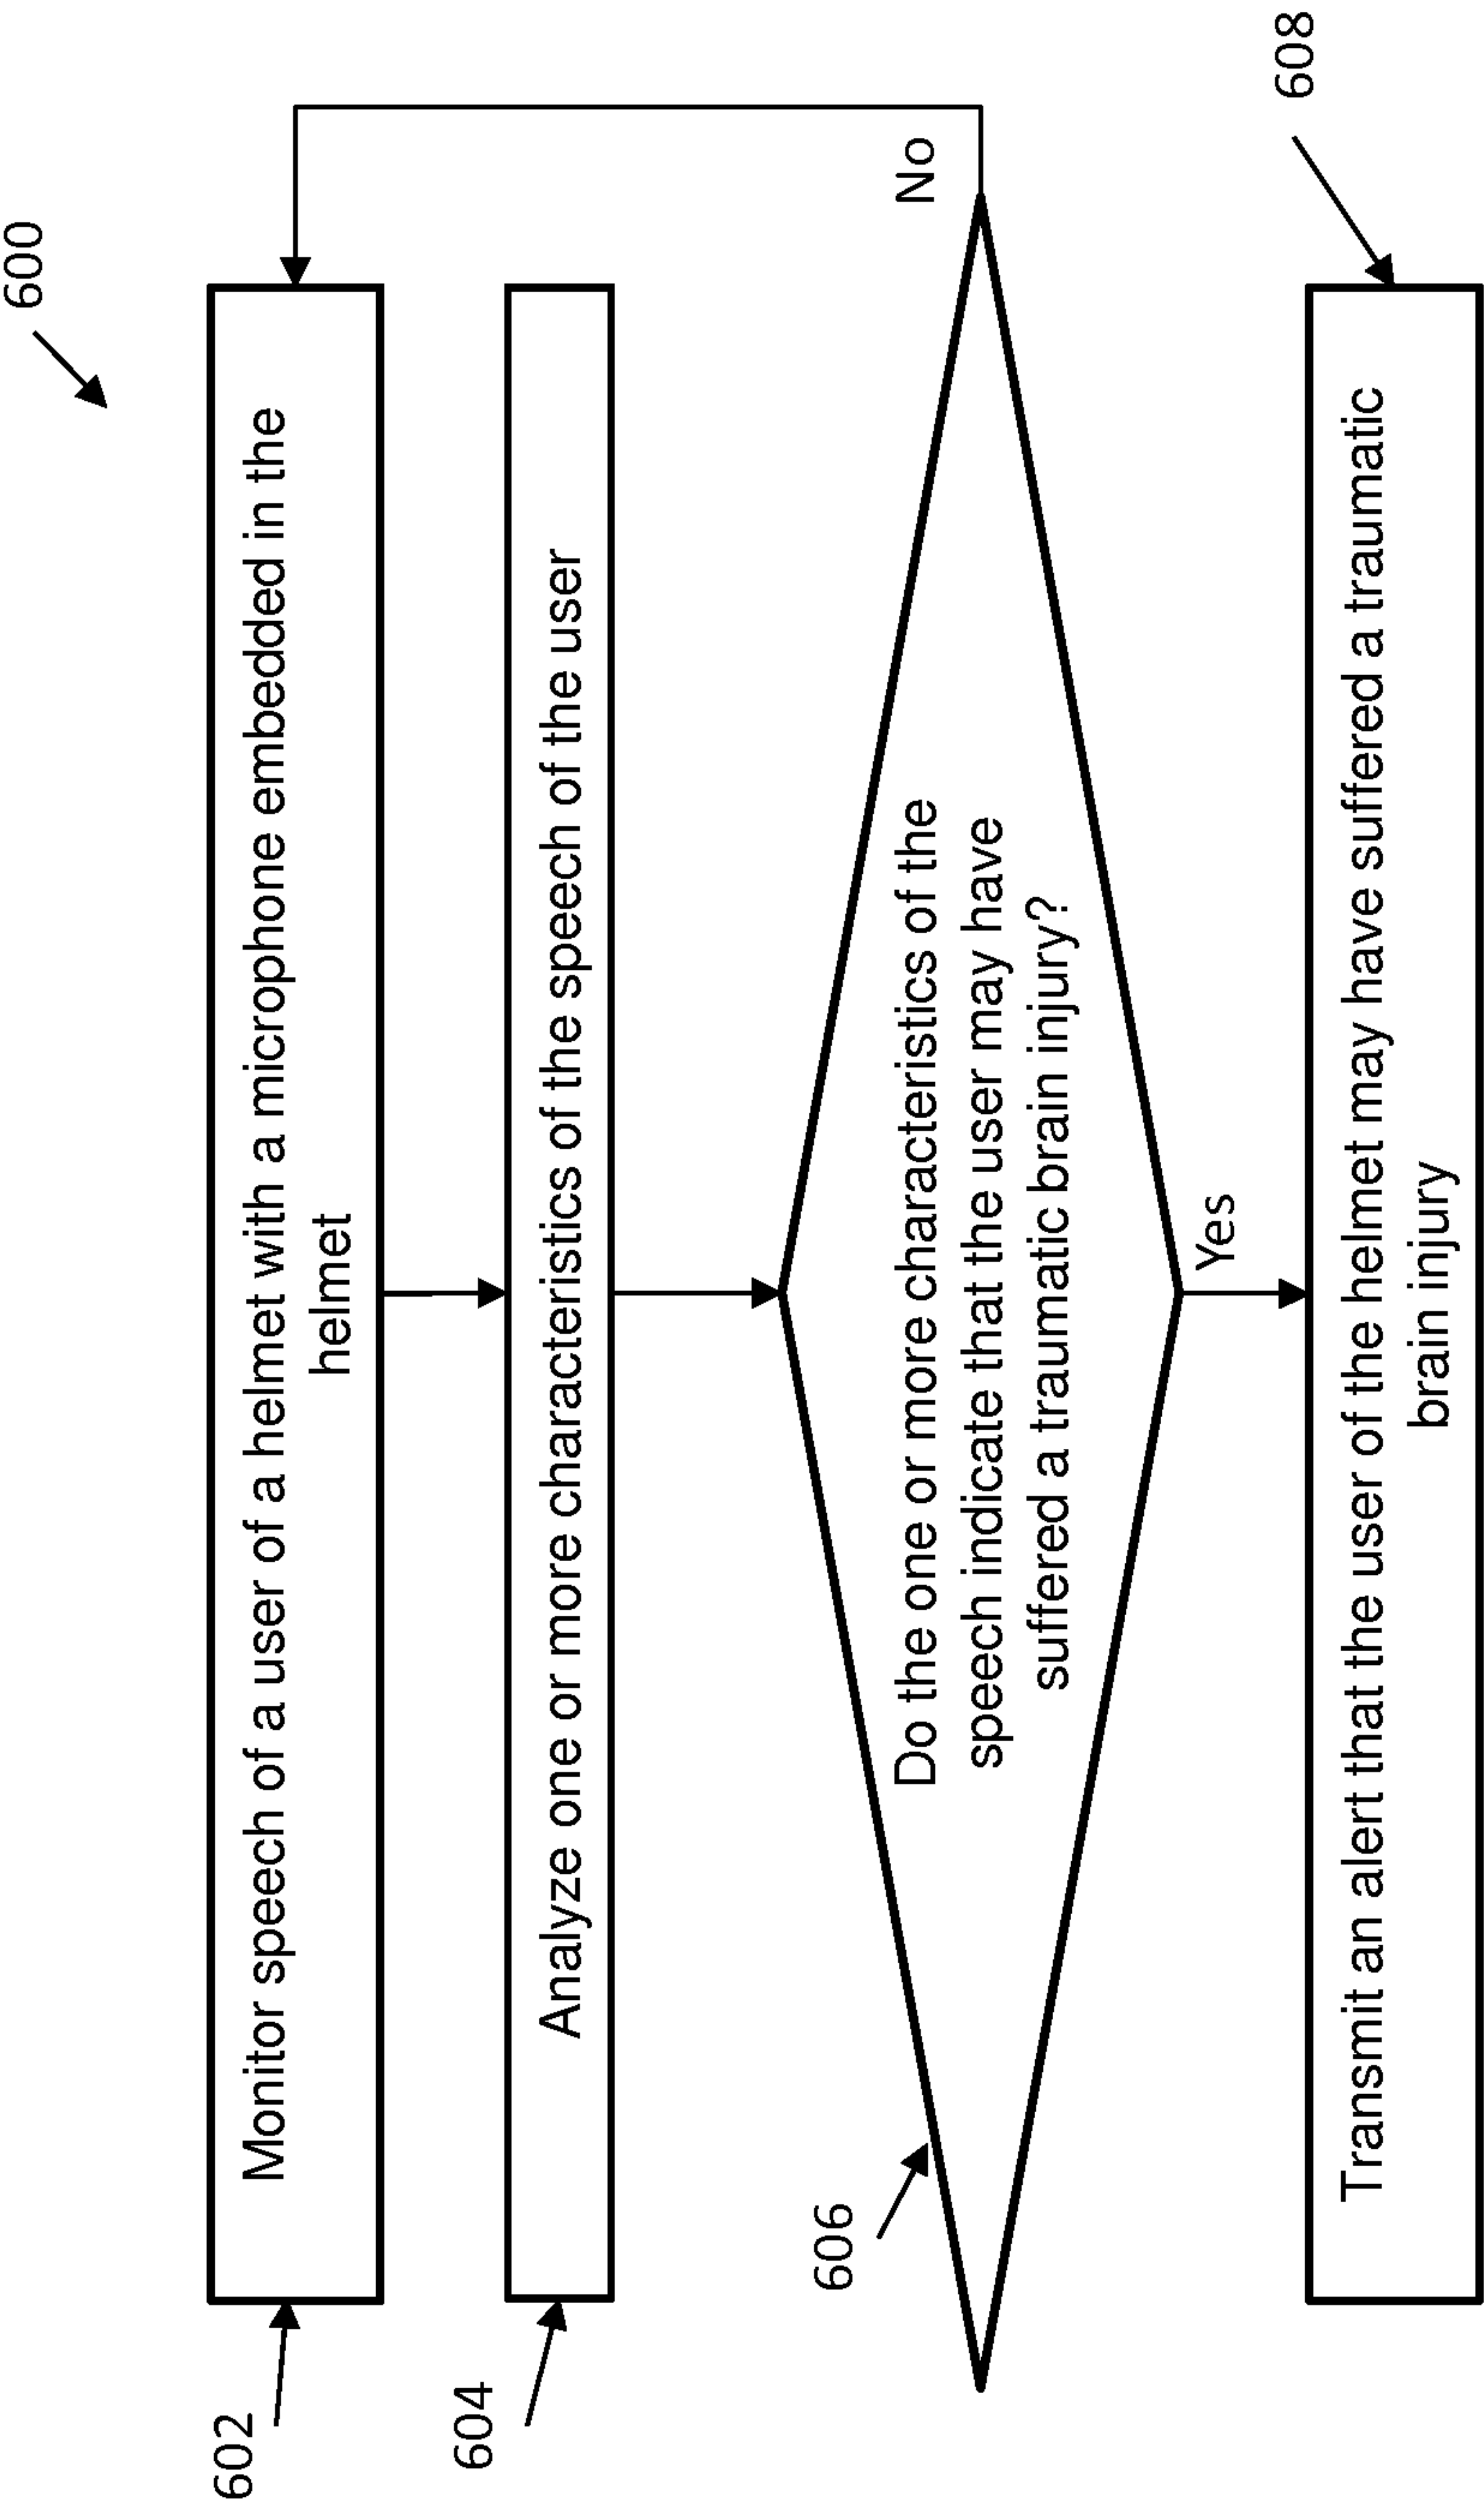 600
602
Monitor speech of a user of a helmet with a microphone embedded in the
helmet
604
Analyze one or more characteristics of the speech of the user
606
Do the one or more characteristics of the
speech indicate that the user may have
suffered a traumatic brain injury?
No
Yes
608
Transmit an alert that the user of the helmet may have suffered a traumatic
brain injury